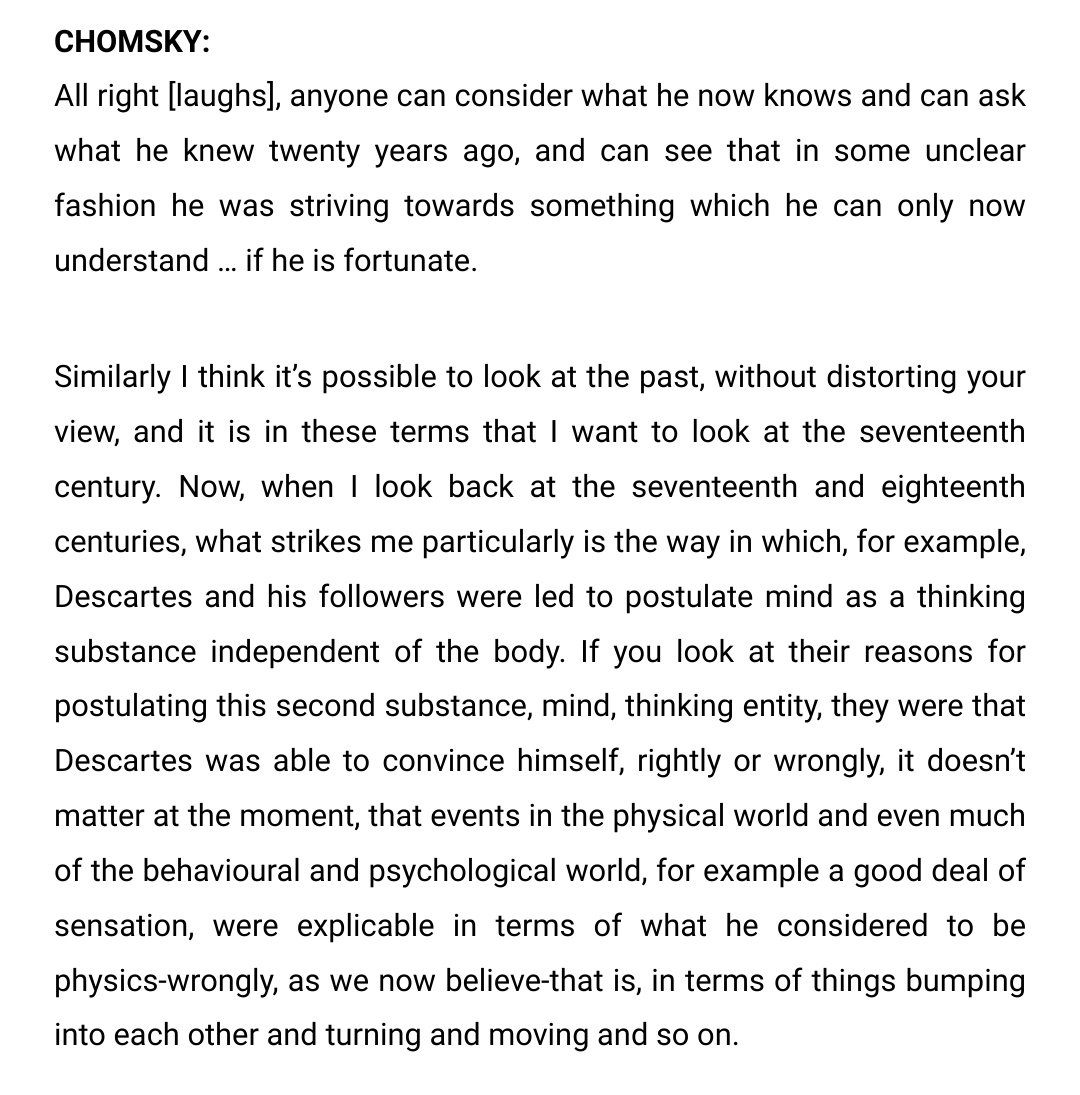 CHOMSKY:
All right [laughs], anyone can consider what he now knows and can ask
what he knew twenty years ago, and can see that in some unclear
fashion he was striving towards something which he can only now
understand ... if he is fortunate.
Similarly I think it’s possible to look at the past, without distorting your
view, and it is in these terms that I want to look at the seventeenth
century. Now, when I look back at the seventeenth and eighteenth
centuries, what strikes me particularly is the way in which, for example,
Descartes and his followers were led to postulate mind as a thinking
substance independent of the body. If you look at their reasons for
postulating this second substance, mind, thinking entity, they were that
Descartes was able to convince himself, rightly or wrongly, it doesn’t
matter at the moment, that events in the physical world and even much
of the behavioural and psychological world, for example a good deal of
sensation, were explicable in terms of what he considered to be
physics-wrongly, as we now believe-that is, in terms of things bumping
into each other and turning and moving and so on.